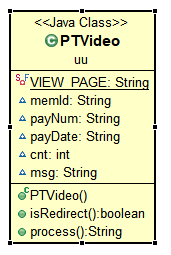 <<Java Class>>
PTVideo
uu
VIEW_PAGE: String
memId: String
payNum: String
payDate: String
cnt: int
msg: String
PTVideo()
isRedirect():boolean
process():String